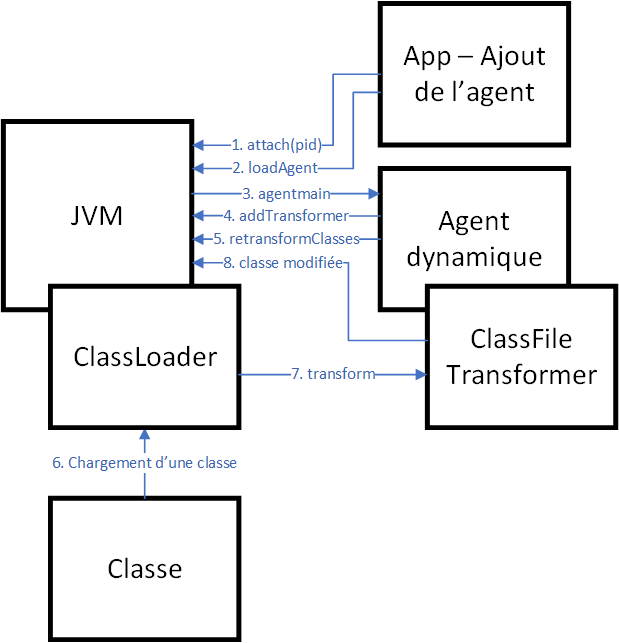 App – Ajout
de l’agent
1. attach(pid)
2. loadAgent
JVM
3. agentmain
4. addTransformer
5. retransformClasses
8. classe modifiée
Agent
dynamique
ClassLoader
7. transform
ClassFile
Transformer
6. Chargement d’une classe
Classe